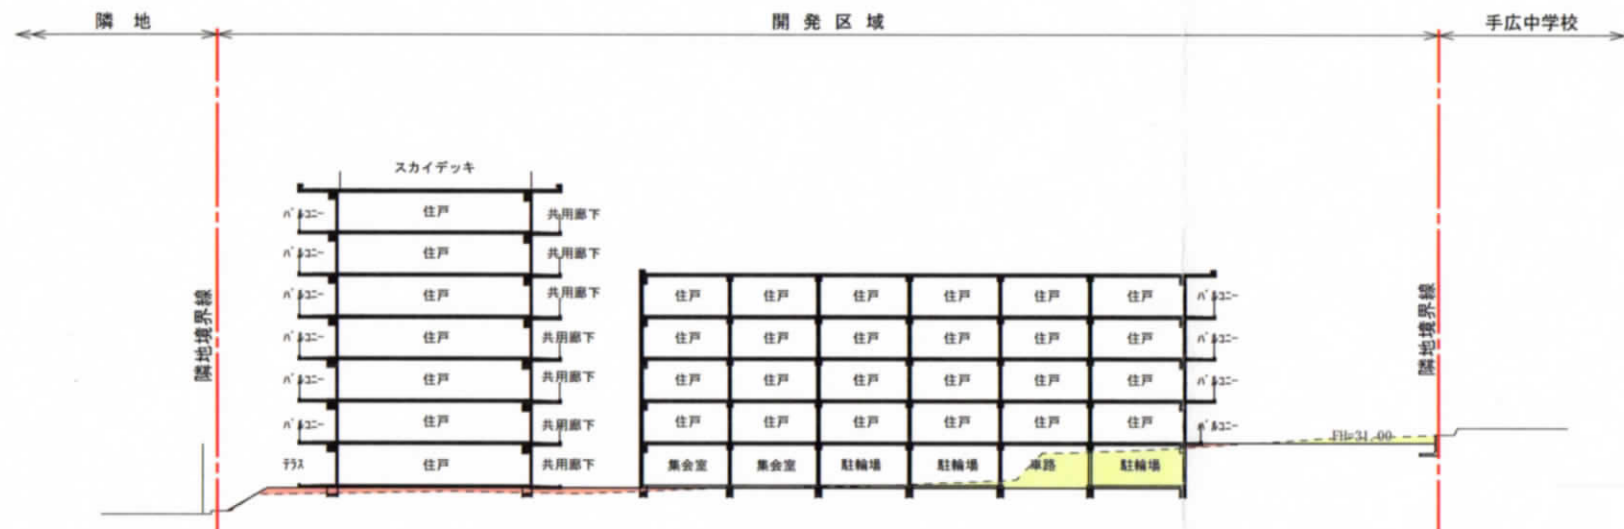 隣 地
開 発 区 域
手広中学校
スカイデッキ
バルコニー 住戸 共用廊下
バルコニー 住戸 共用廊下
バルコニー 住戸 共用廊下 住戸 住戸 住戸 住戸 住戸 住戸 バルコニー
バルコニー 住戸 共用廊下 住戸 住戸 住戸 住戸 住戸 住戸 バルコニー
バルコニー 住戸 共用廊下 住戸 住戸 住戸 住戸 住戸 住戸 バルコニー
バルコニー 住戸 共用廊下 住戸 住戸 住戸 住戸 住戸 住戸 バルコニー
テラス 住戸 共用廊下 集会室 集会室 駐輪場 駐輪場 車路 駐輪場
FH=31.00
隣地境界線
隣地境界線